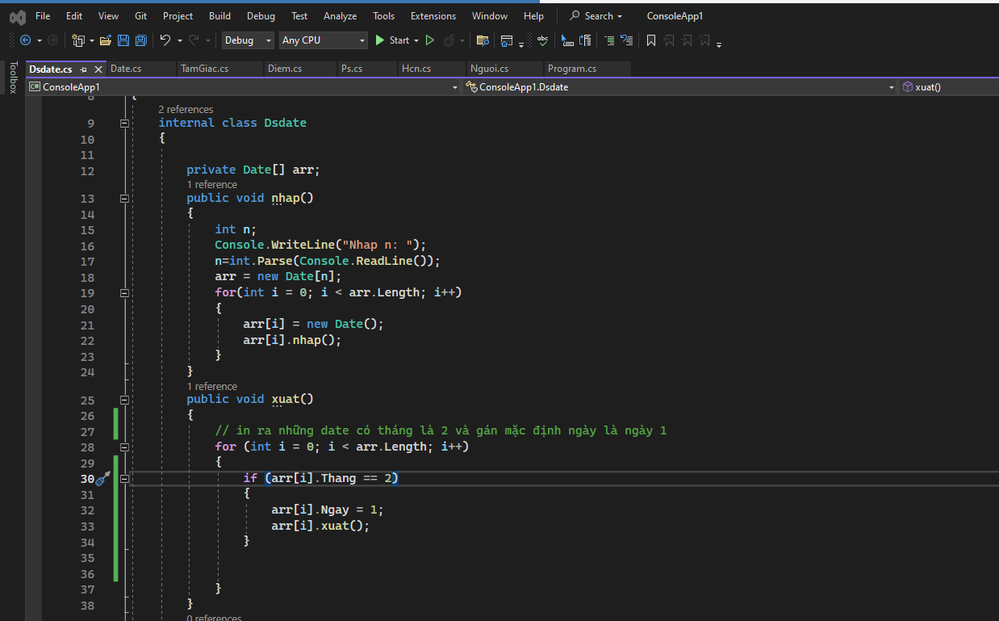 File Edit View Git Project Build Debug Test Analyze Tools Extensions Window Help Search ConsoleApp1
Debug Any CPU Start
Toolbox
Dsdate.cs Date.cs TamGiac.cs Diem.cs Ps.cs Hcn.cs Nguoi.cs Program.cs
C# ConsoleApp1 ConsoleApp1.Dsdate xuat()
8 {
2 references
9 internal class Dsdate
10 {
11
12 private Date[] arr;
1 reference
13 public void nhap()
14 {
15 int n;
16 Console.WriteLine("Nhap n: ");
17 n=int.Parse(Console.ReadLine());
18 arr = new Date[n];
19 for(int i = 0; i < arr.Length; i++)
20 {
21 arr[i] = new Date();
22 arr[i].nhap();
23 }
24 }
1 reference
25 public void xuat()
26 {
27 // in ra những date có tháng là 2 và gán mặc định ngày là ngày 1
28 for (int i = 0; i < arr.Length; i++)
29 {
30 if (arr[i].Thang == 2)
31 {
32 arr[i].Ngay = 1;
33 arr[i].xuat();
34 }
35
36
37 }
38 }
0 references